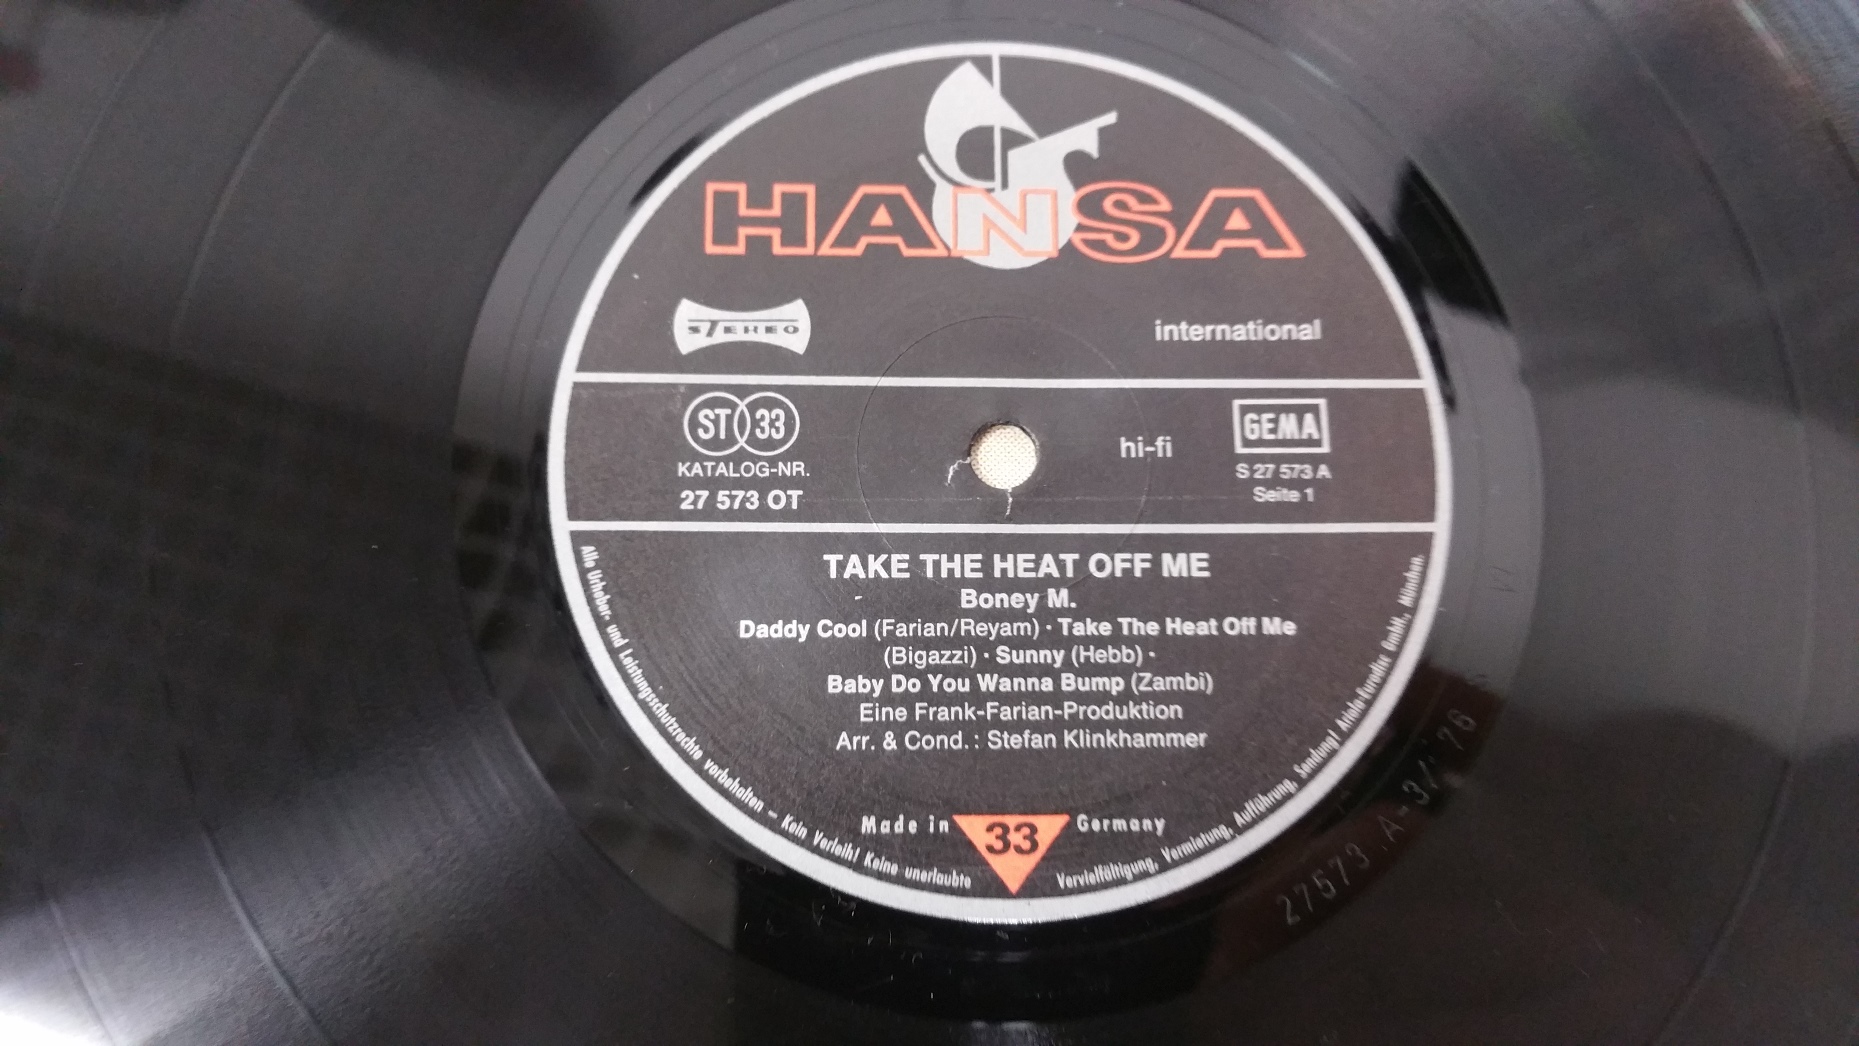 HANSA
STEREO
international
ST 33
KATALOG-NR.
27 573 OT
hi-fi
GEMA
S 27 573 A
Seite 1
TAKE THE HEAT OFF ME
Boney M.
Daddy Cool (Farian/Reyam) · Take The Heat Off Me
(Bigazzi) · Sunny (Hebb) ·
Baby Do You Wanna Bump (Zambi)
Eine Frank-Farian-Produktion
Arr. & Cond.: Stefan Klinkhammer
Made in 33 Germany
Alle Urheber- und Leistungsschutzrechte vorbehalten – Kein Verleih! Keine unerlaubte Vervielfältigung, Vermietung, Aufführung, Sendung! Ariola-Eurodisc GmbH., München.
27573 A-3/76